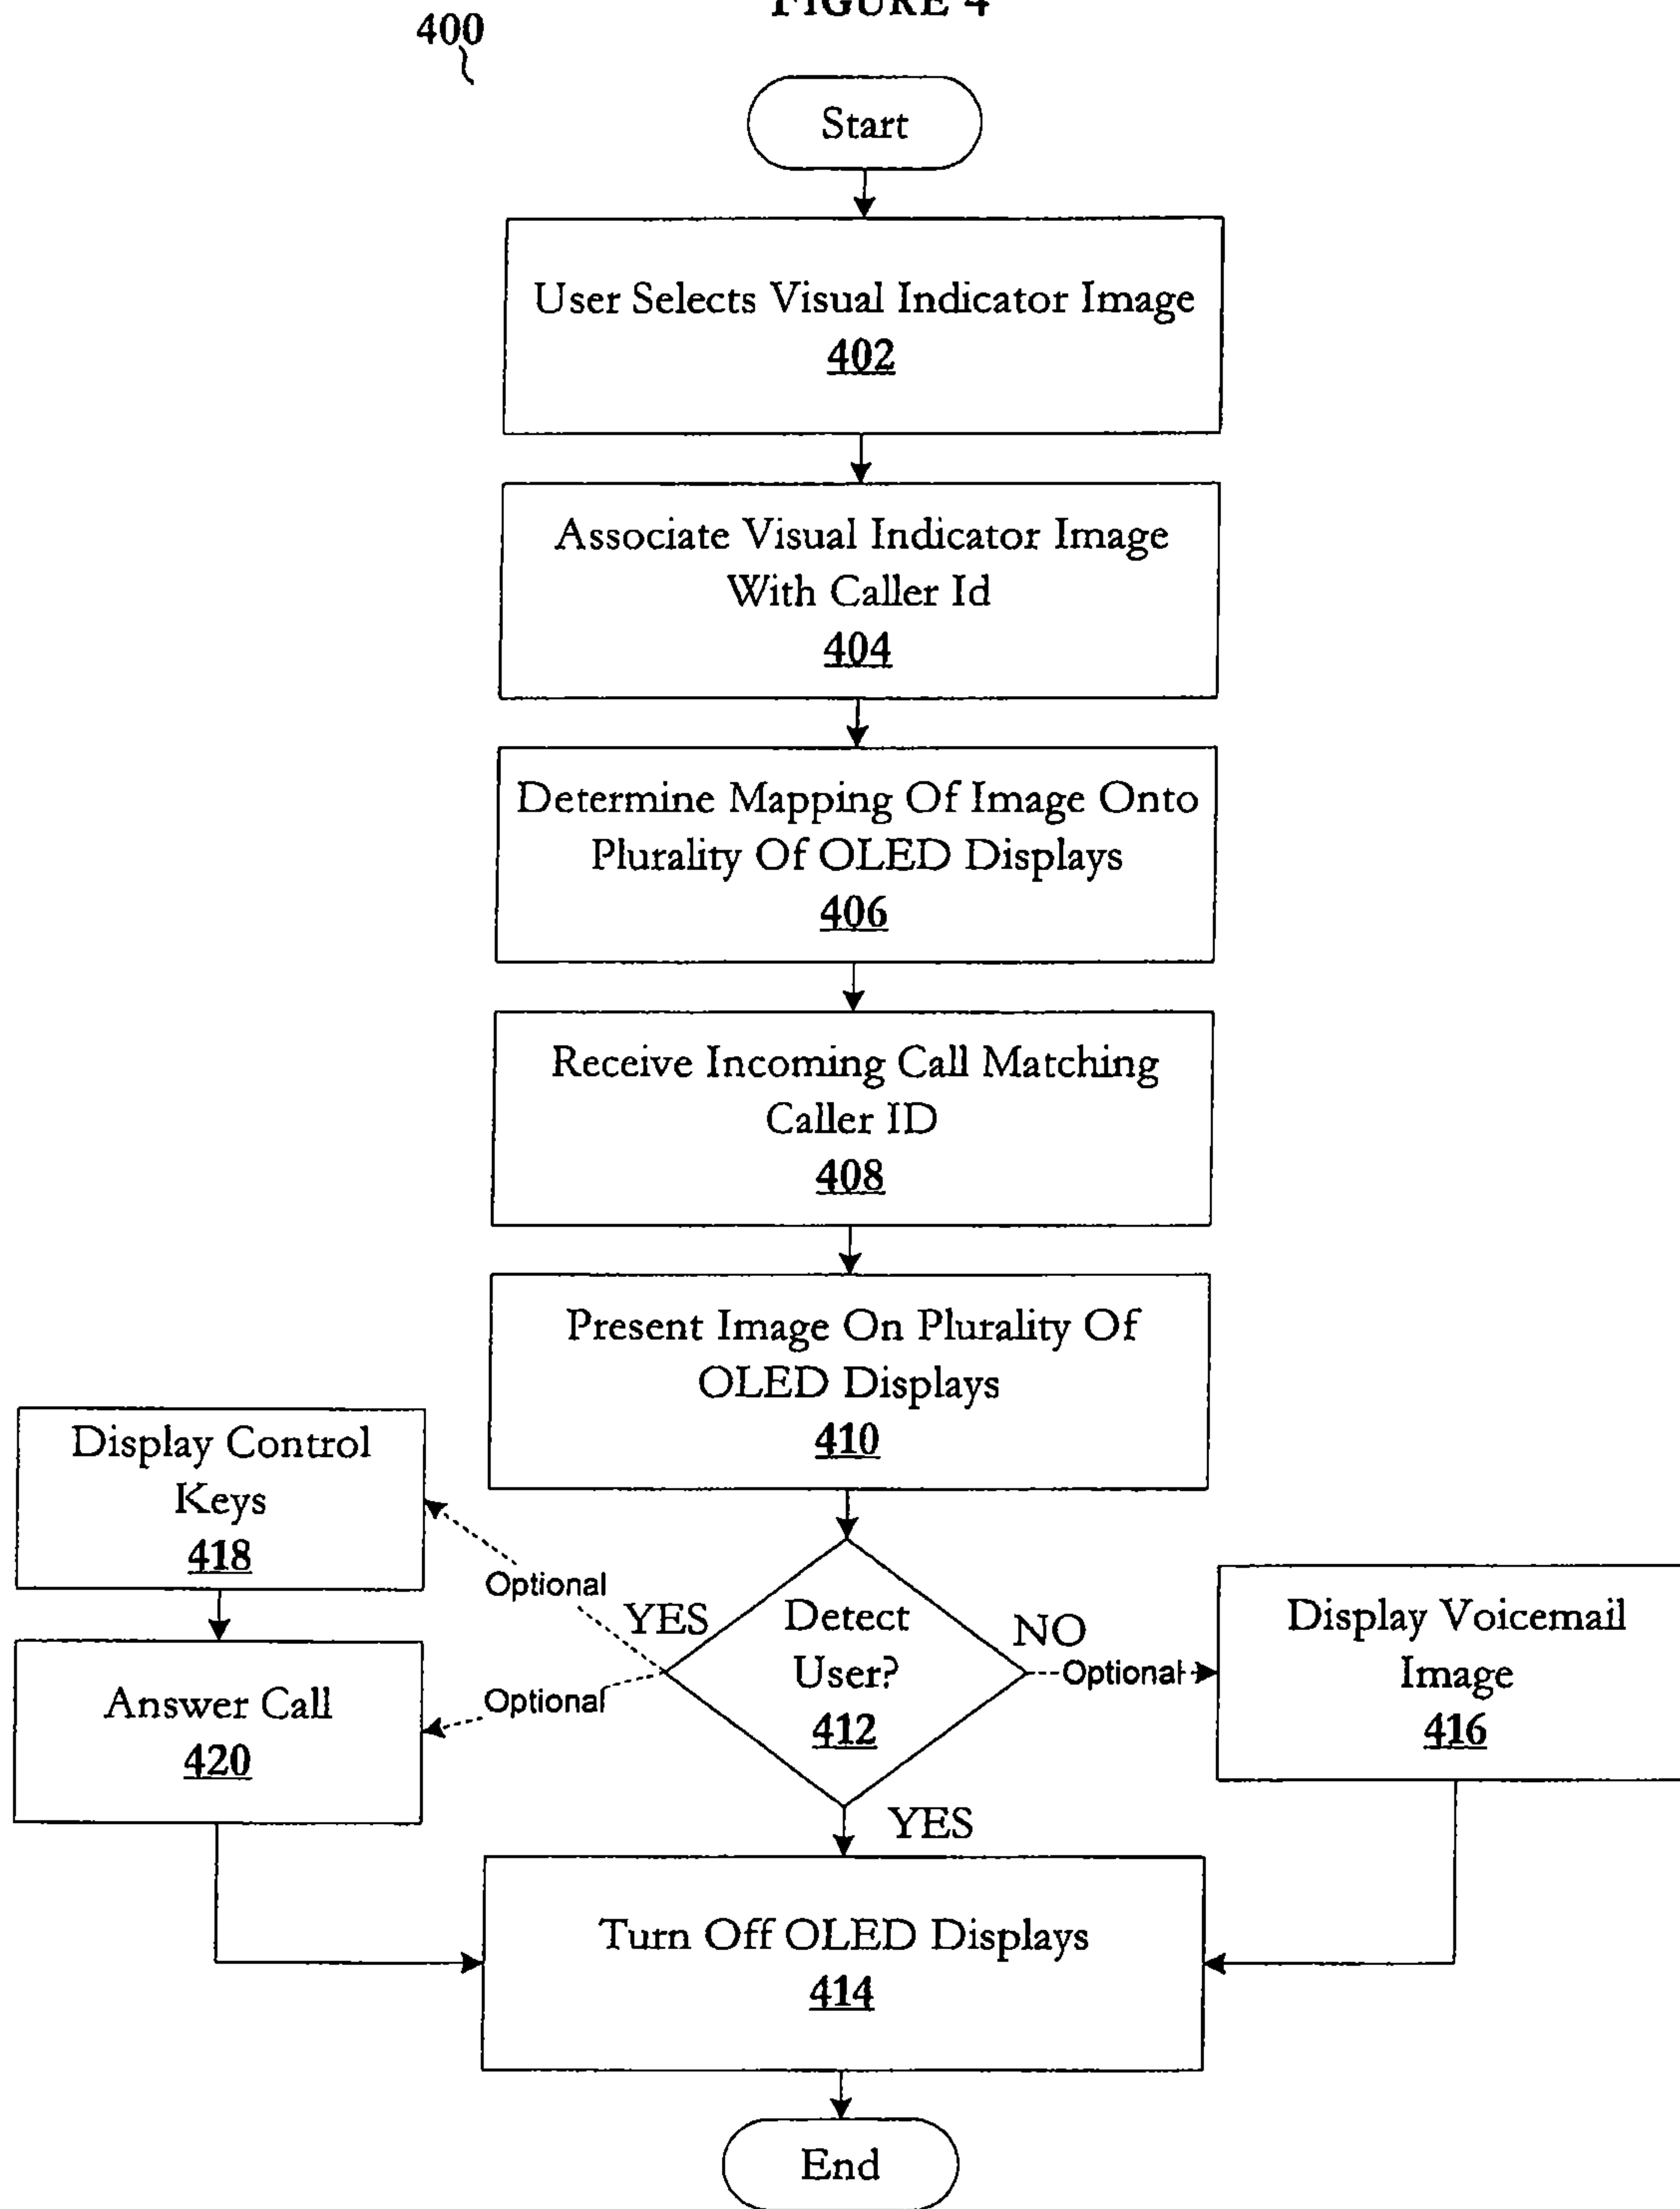 FIGURE 4
400
Start
User Selects Visual Indicator Image
402
Associate Visual Indicator Image
With Caller Id
404
Determine Mapping Of Image Onto
Plurality Of OLED Displays
406
Receive Incoming Call Matching
Caller ID
408
Present Image On Plurality Of
OLED Displays
410
Display Control
Keys
418
Optional
YES
Detect
User?
412
NO
Optional
Display Voicemail
Image
416
Answer Call
420
Optional
YES
Turn Off OLED Displays
414
End